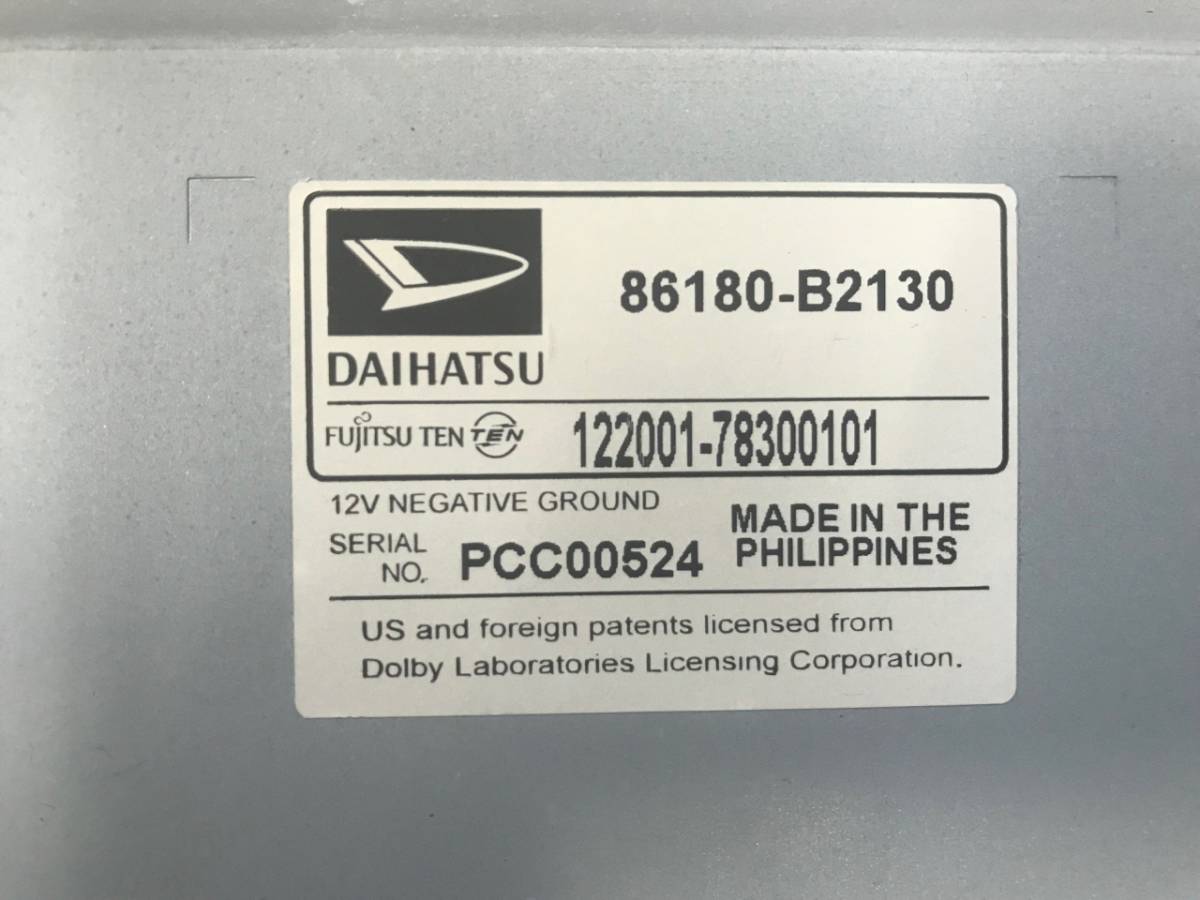 86180-B2130
DAIHATSU
FUJITSU TEN TEN 122001-78300101
12V NEGATIVE GROUND
SERIAL NO. PCC00524
MADE IN THE
PHILIPPINES
US and foreign patents licensed from
Dolby Laboratories Licensing Corporation.